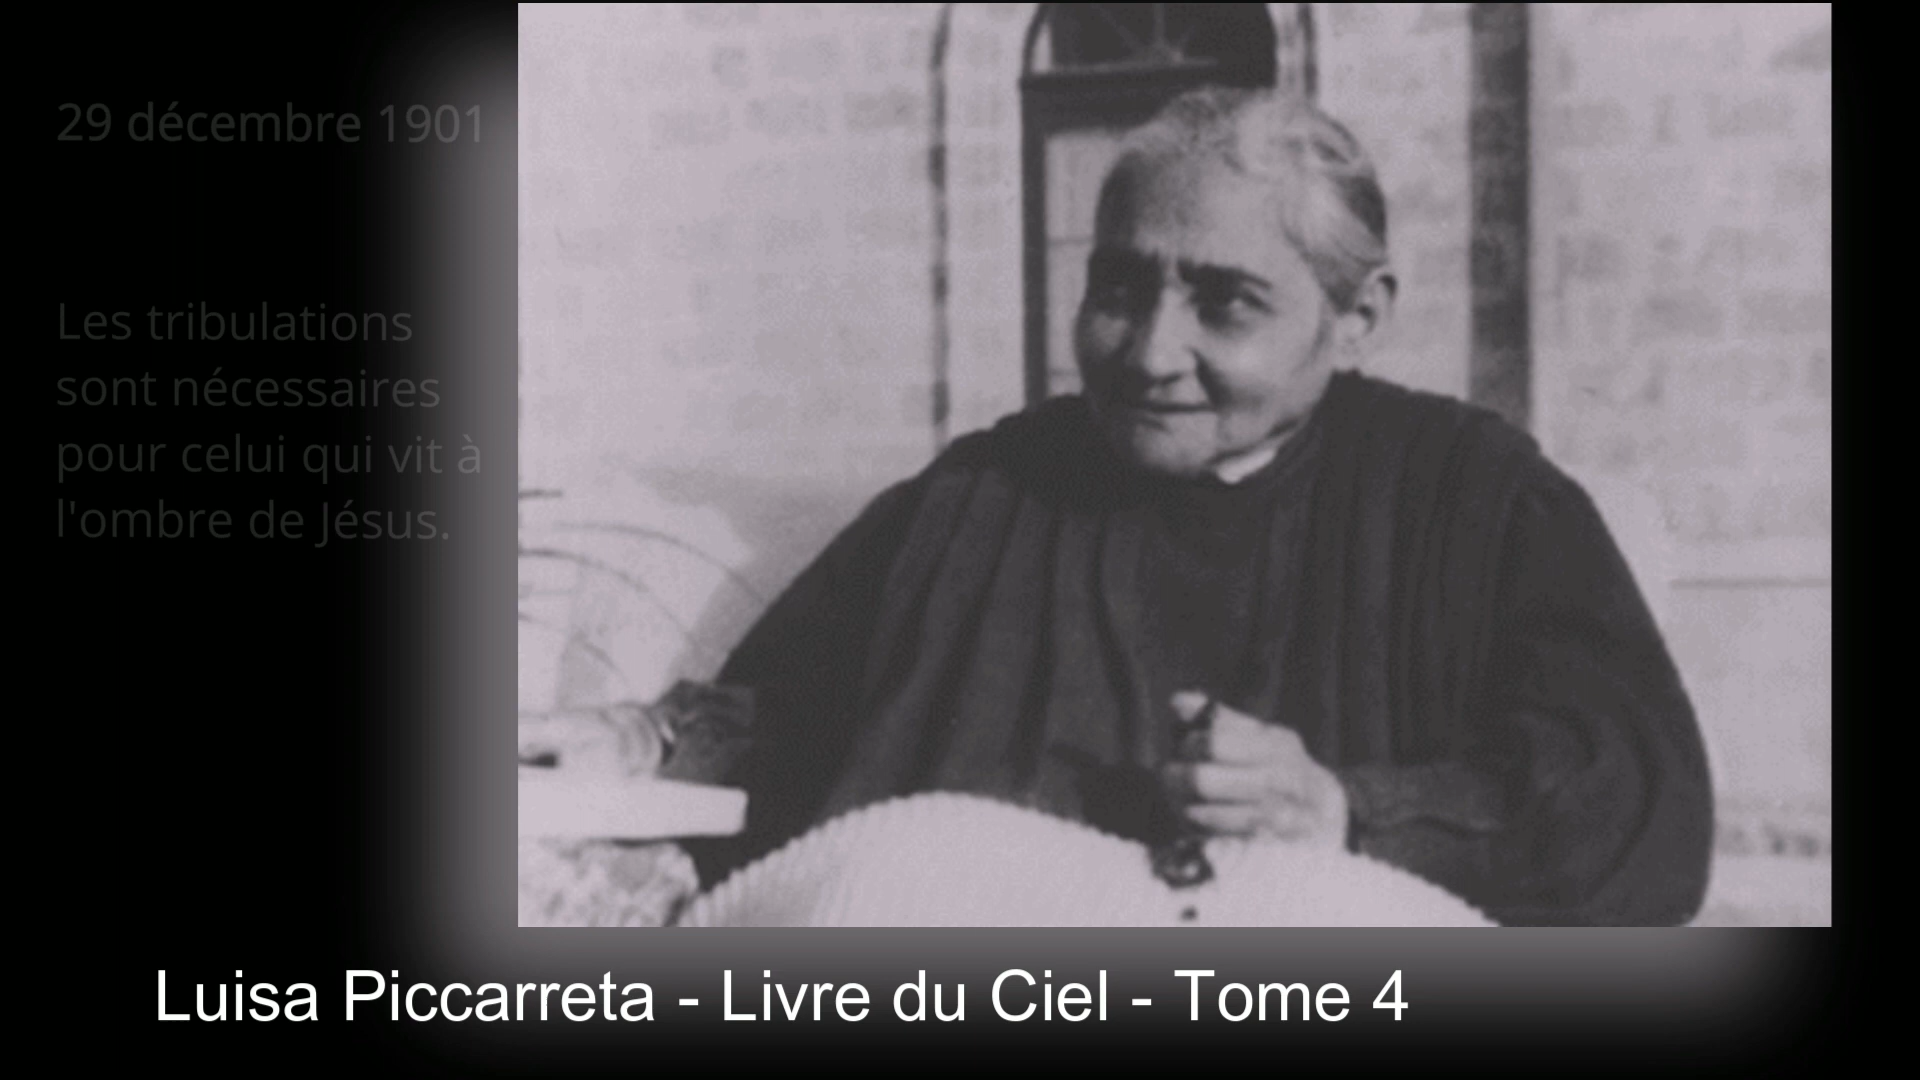 29 décembre 1901
Les tribulations
sont nécessaires
pour celui qui vit à
l'ombre de Jésus.
Luisa Piccarreta - Livre du Ciel - Tome 4